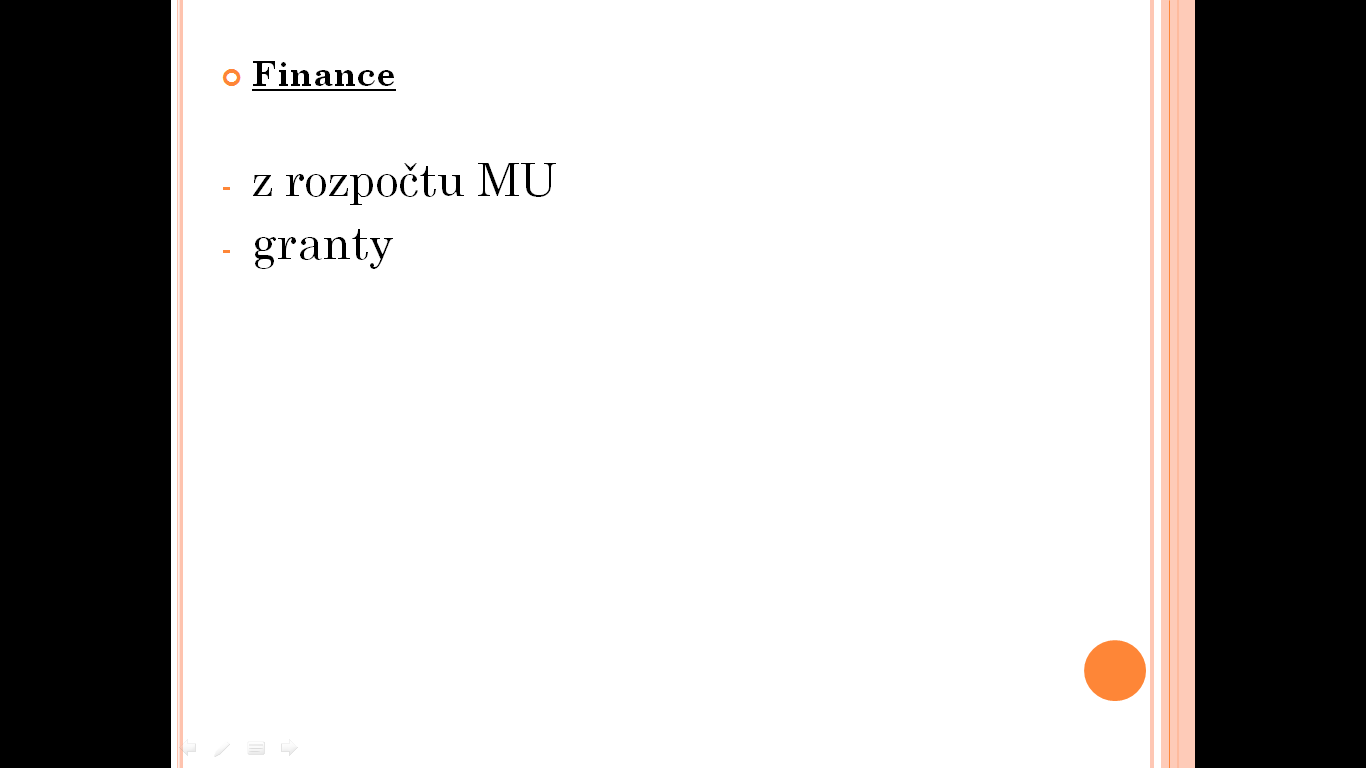 Finance
- z rozpočtu MU
- granty